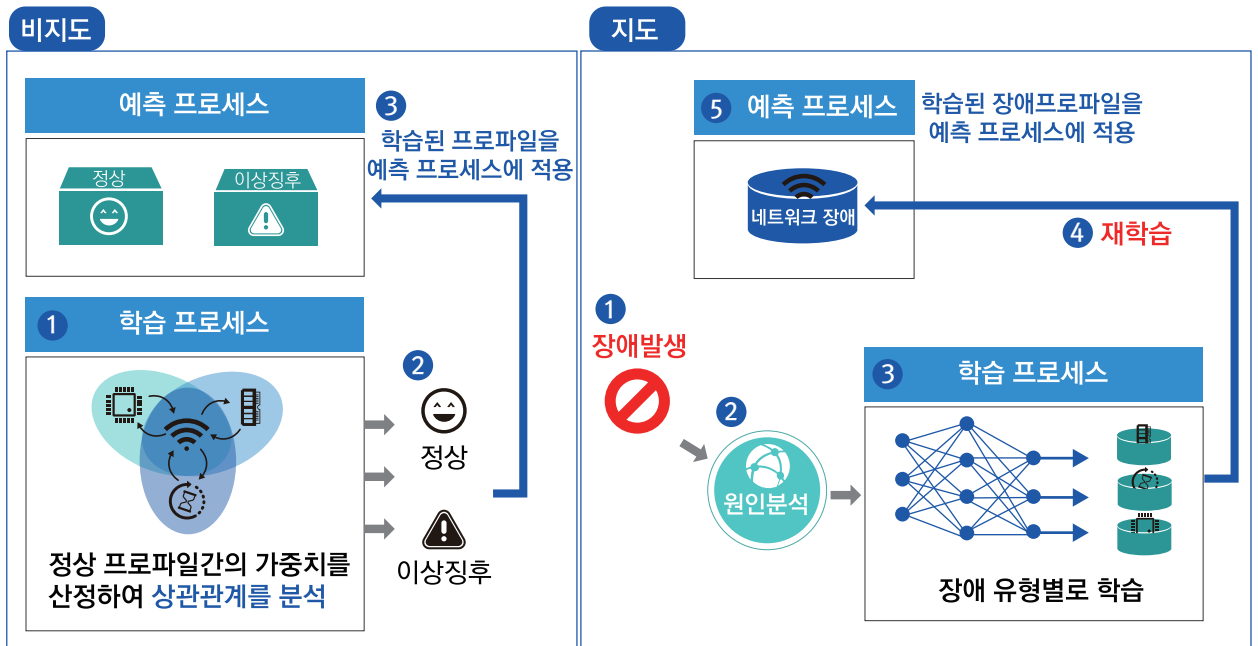 비지도
예측 프로세스
정상
이상징후
3
학습된 프로파일을
예측 프로세스에 적용
1 학습 프로세스
정상 프로파일간의 가중치를
산정하여 상관관계를 분석
2
정상
이상징후
지도
5 예측 프로세스
학습된 장애프로파일을
예측 프로세스에 적용
네트워크 장애
4 재학습
1
장애발생
2
원인분석
3 학습 프로세스
장애 유형별로 학습